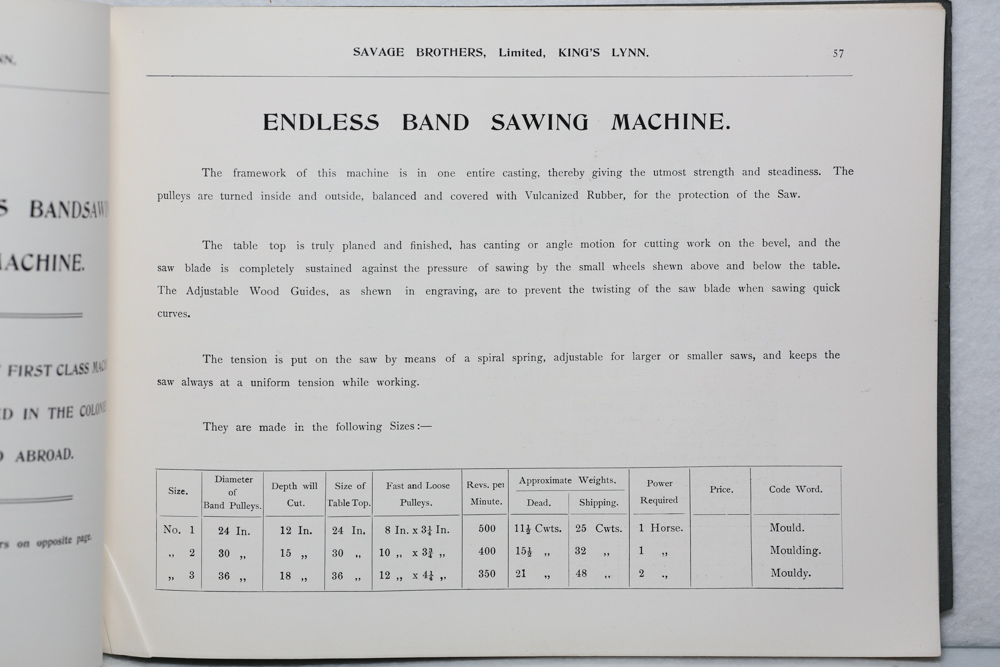 NN.
S BANDSAW
MACHINE.
FIRST CLASS
IN THE
ABROAD.
on opposite page.
SAVAGE BROTHERS, Limited, KING'S LYNN.
57
ENDLESS BAND SAWING MACHINE.
The framework of this machine is in one entire casting, thereby giving the utmost strength and steadiness. The
pulleys are turned inside and outside, balanced and covered with Vulcanized Rubber, for the protection of the Saw.
The table top is truly planed and finished, has canting or angle motion for cutting work on the bevel, and the
saw blade is completely sustained against the pressure of sawing by the small wheels shewn above and below the table.
The Adjustable Wood Guides, as shewn in engraving, are to prevent the twisting of the saw blade when sawing quick
curves.
The tension is put on the saw by means of a spiral spring, adjustable for larger or smaller saws, and keeps the
saw always at a uniform tension while working.
They are made in the following Sizes:—
Size. Diameter of Band Pulleys. Depth will Cut. Size of Table Top. Fast and Loose Pulleys. Revs. per Minute. Approximate Weights. Dead. Shipping. Power Required Price. Code Word.
No. 1 24 In. 12 In. 24 In. 8 In. x 3¼ In. 500 11½ Cwts. 25 Cwts. 1 Horse. Mould.
„ 2 30 „ 15 „ 30 „ 10 „ x 3¾ „ 400 15½ „ 32 „ 1 „ Moulding.
„ 3 36 „ 18 „ 36 „ 12 „ x 4¼ „ 350 21 „ 48 „ 2 „ Mouldy.